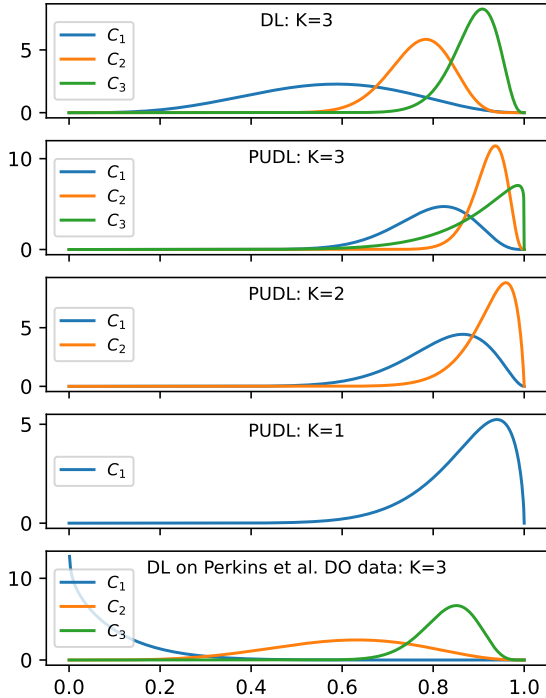 DL: K=3
5
0
C₁
C₂
C₃
PUDL: K=3
10
0
C₁
C₂
C₃
PUDL: K=2
5
0
C₁
C₂
PUDL: K=1
5
0
C₁
DL on Perkins et al. DO data: K=3
10
0
C₁
C₂
C₃
0.0 0.2 0.4 0.6 0.8 1.0